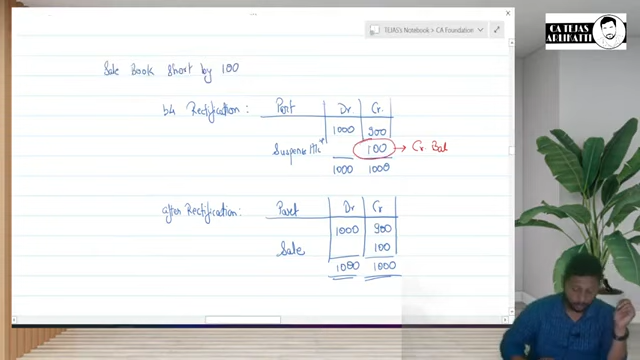 TEJAS's Notebook > CA Foundation
CA TEJAS
ARLIKATTI
Sale Book Short by 100
b4 Rectification: Part Dr Cr
1000 900
Suspense A/c 100 → Cr Bal
1000 1000
after Rectification: Part Dr Cr
1000 900
Sale 100
1000 1000